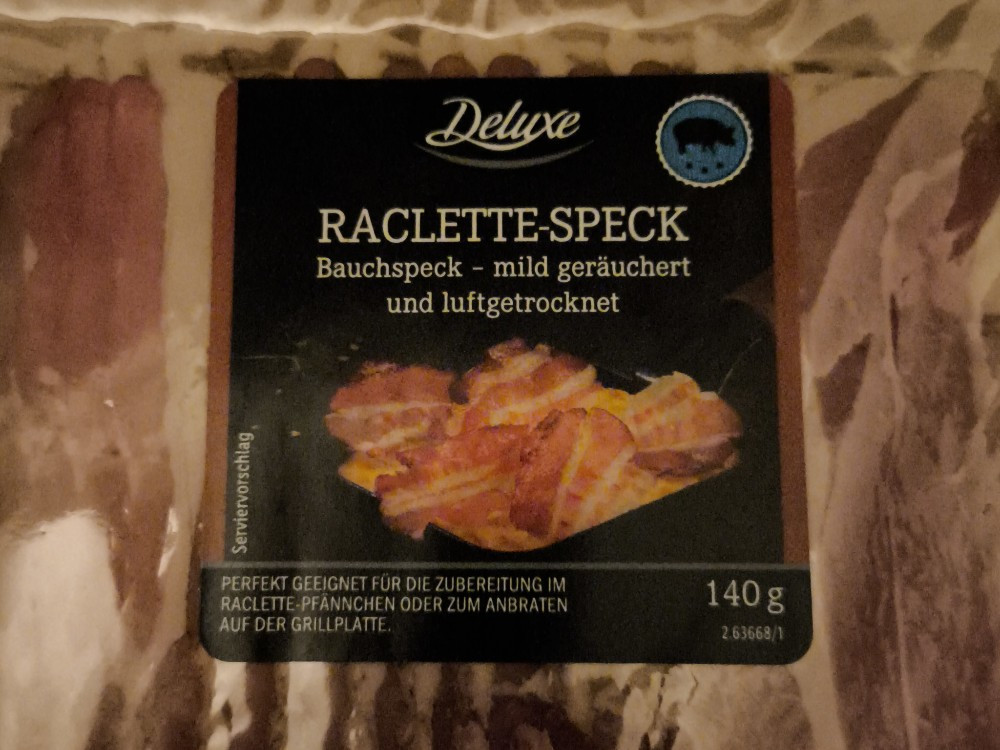 Deluxe
RACLETTE-SPECK
Bauchspeck – mild geräuchert
und luftgetrocknet
Serviervorschlag
PERFEKT GEEIGNET FÜR DIE ZUBEREITUNG IM
RACLETTE-PFÄNNCHEN ODER ZUM ANBRATEN
AUF DER GRILLPLATTE.
140 g
2.63668/1